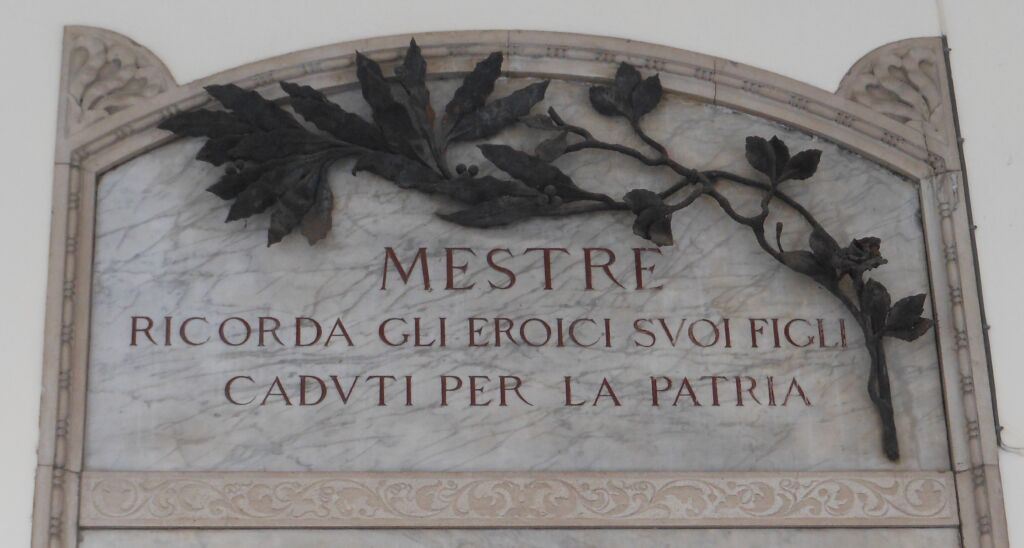 MESTRE
RICORDA GLI EROICI SVOI FIGLI
CADVTI PER LA PATRIA